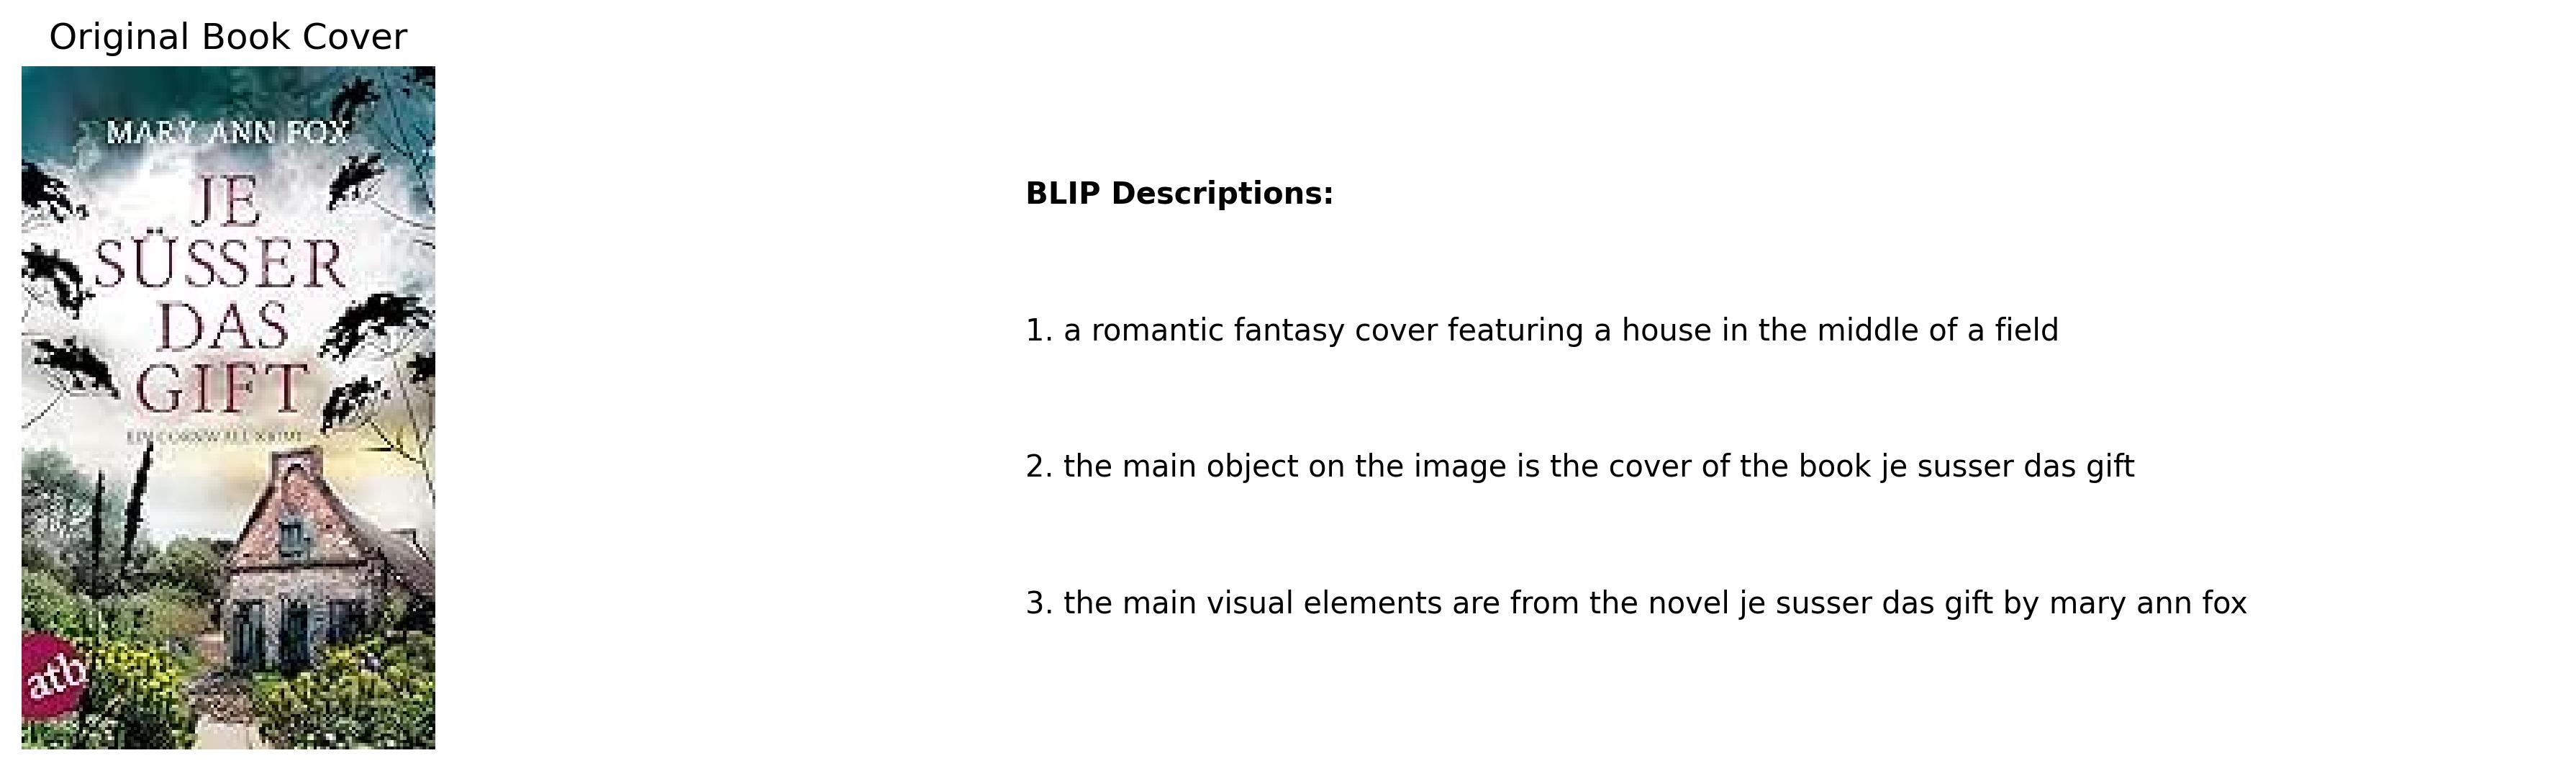 Original Book Cover
MARY ANN FOX
JE
SÜSSER
DAS
GIFT
EIN CORNWALL-KRIMI
atb
BLIP Descriptions:
1. a romantic fantasy cover featuring a house in the middle of a field
2. the main object on the image is the cover of the book je susser das gift
3. the main visual elements are from the novel je susser das gift by mary ann fox